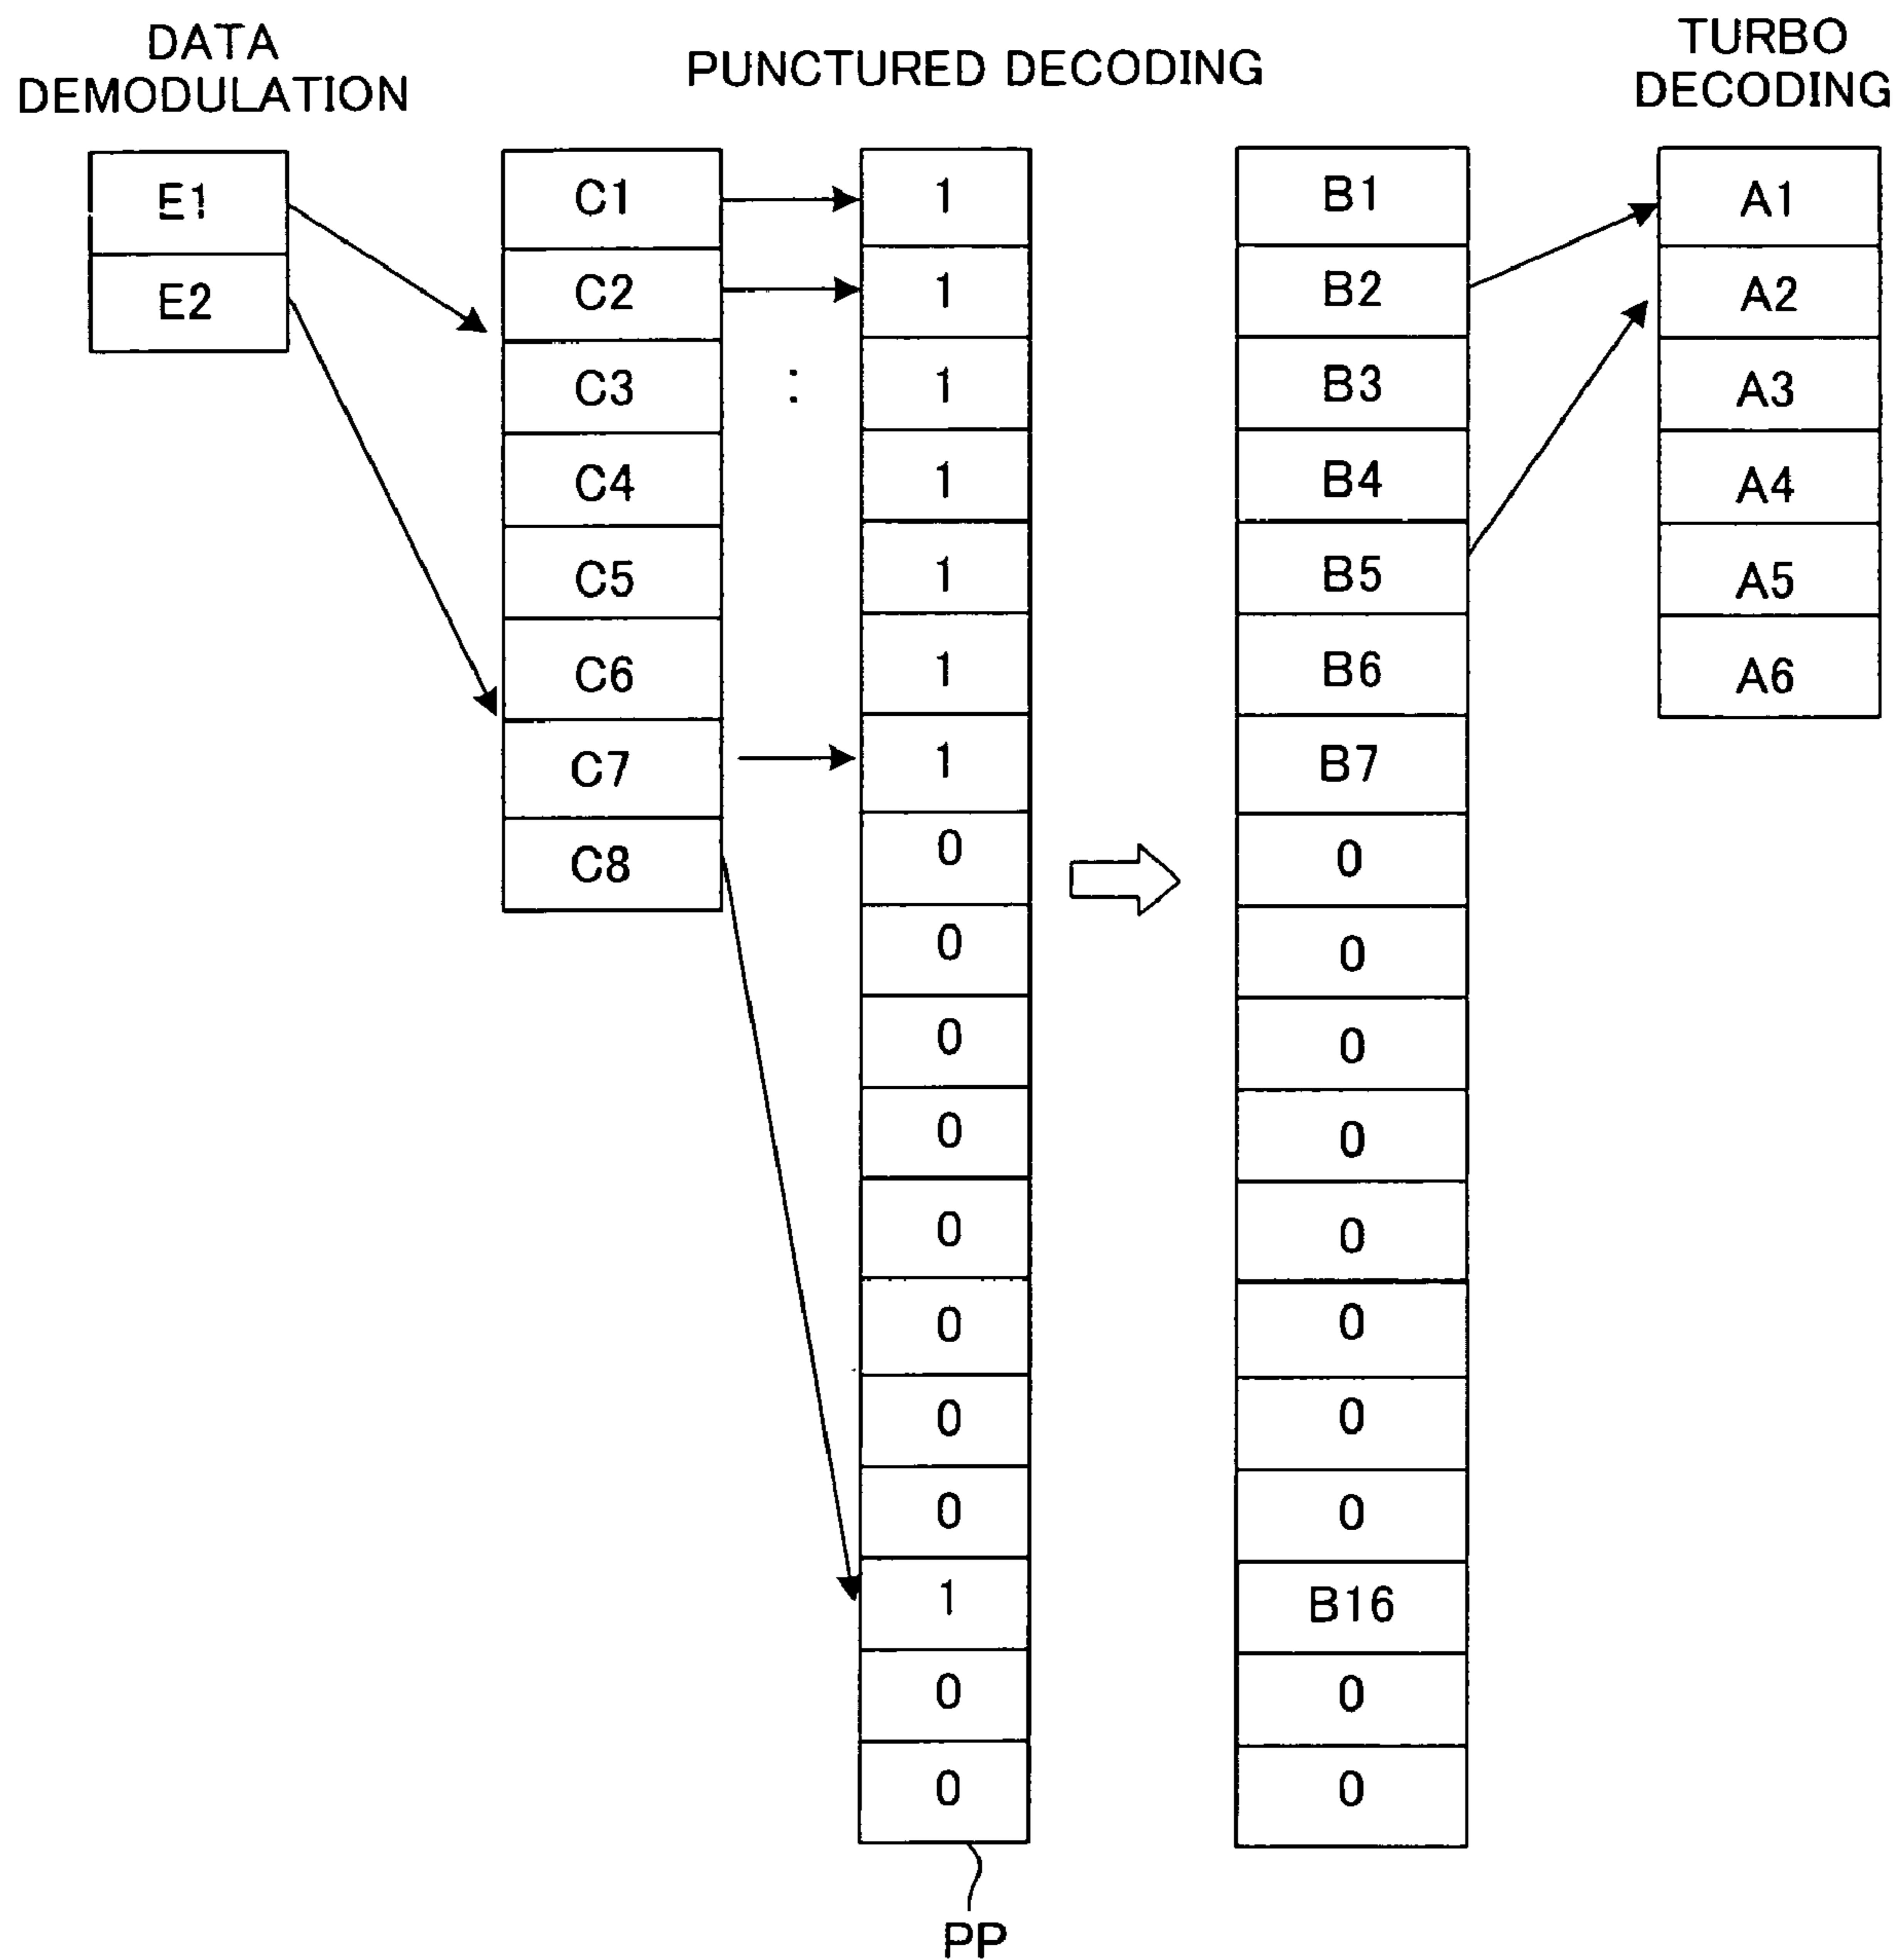 DATA
DEMODULATION
PUNCTURED DECODING
TURBO
DECODING
E1
E2
C1
C2
C3
C4
C5
C6
C7
C8
:
1
1
1
1
1
1
1
0
0
0
0
0
0
0
0
1
0
0
PP
B1
B2
B3
B4
B5
B6
B7
0
0
0
0
0
0
0
0
B16
0
0
A1
A2
A3
A4
A5
A6